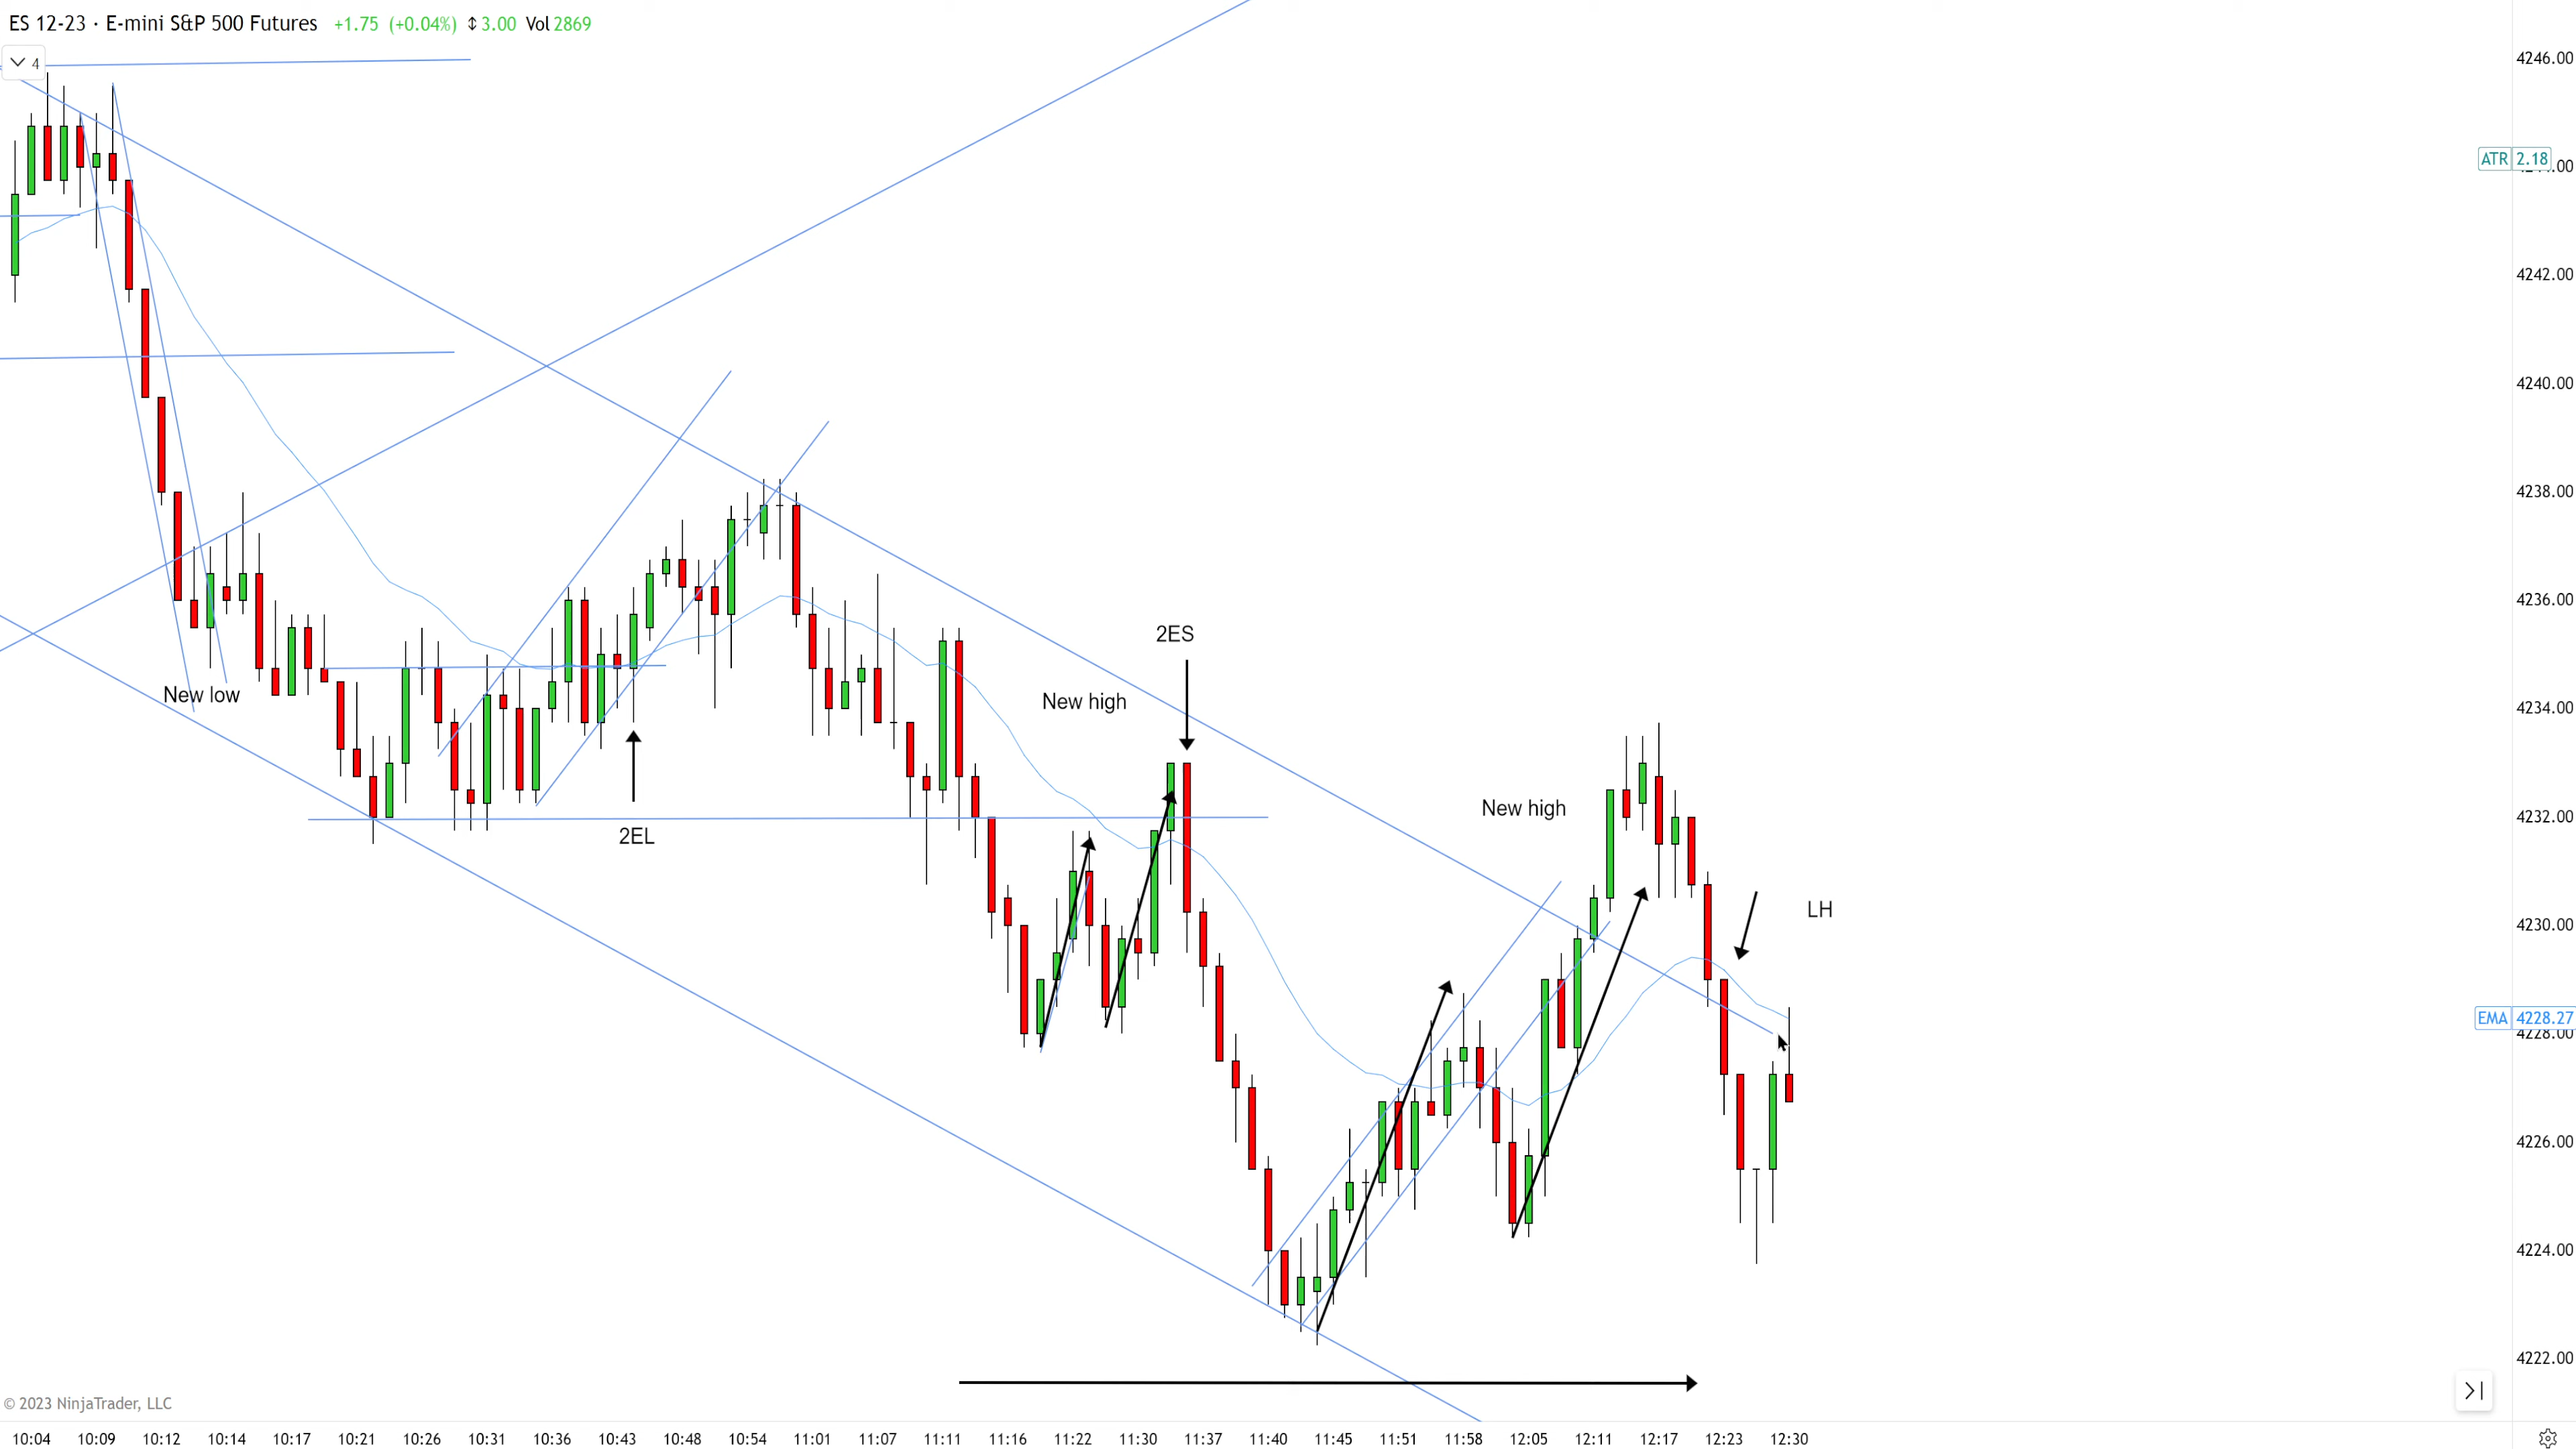 ES 12-23 · E-mini S&P 500 Futures +1.75 (+0.04%) ↕3.00 Vol 2869
4
4246.00
ATR 2.18
4242.00
4240.00
4238.00
4236.00
2ES
New low
New high
4234.00
New high
4232.00
2EL
LH
4230.00
EMA 4228.27
4228.00
4226.00
4224.00
4222.00
© 2023 NinjaTrader, LLC
10:04 10:09 10:12 10:14 10:17 10:21 10:26 10:31 10:36 10:43 10:48 10:54 11:01 11:07 11:11 11:16 11:22 11:30 11:37 11:40 11:45 11:51 11:58 12:05 12:11 12:17 12:23 12:30